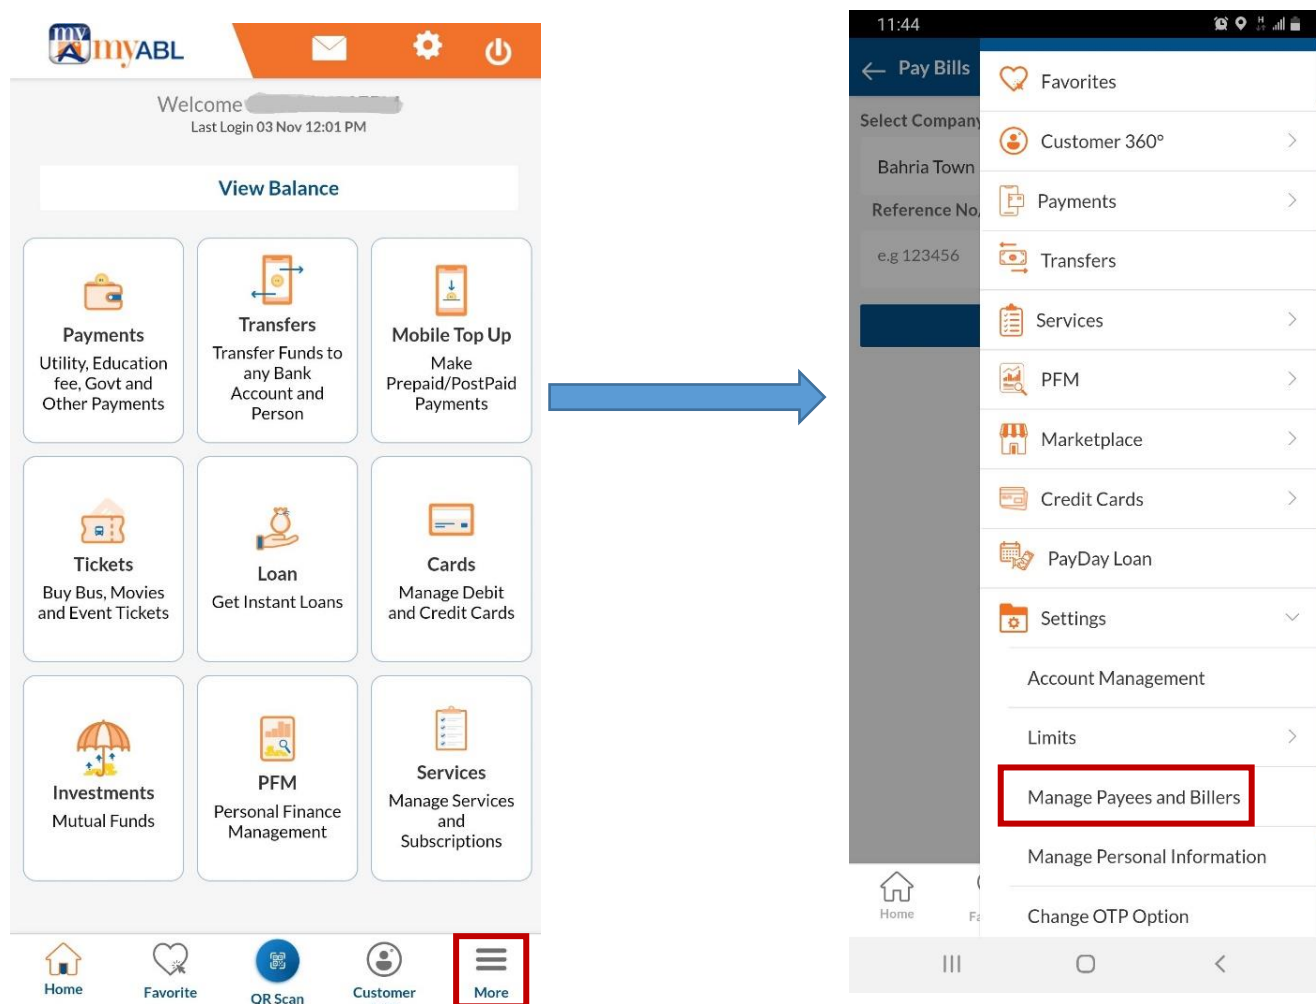 my myABL
Welcome
Last Login 03 Nov 12:01 PM
View Balance
Payments
Utility, Education
fee, Govt and
Other Payments
Transfers
Transfer Funds to
any Bank
Account and
Person
Mobile Top Up
Make
Prepaid/PostPaid
Payments
Tickets
Buy Bus, Movies
and Event Tickets
Loan
Get Instant Loans
Cards
Manage Debit
and Credit Cards
Investments
Mutual Funds
PFM
Personal Finance
Management
Services
Manage Services
and
Subscriptions
Home
Favorite
QR Scan
Customer
More
11:44
Pay Bills
Select Company
Bahria Town
Reference No/
e.g 123456
Home
Fa
Favorites
Customer 360°
Payments
Transfers
Services
PFM
Marketplace
Credit Cards
PayDay Loan
Settings
Account Management
Limits
Manage Payees and Billers
Manage Personal Information
Change OTP Option